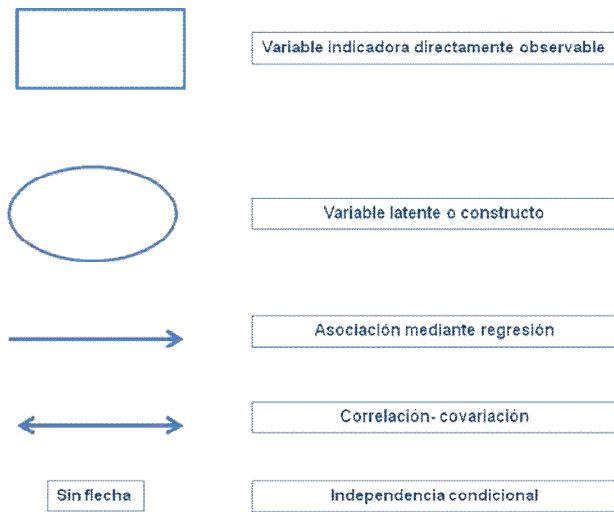 Variable indicadora directamente observable
Variable latente o constructo
Asociación mediante regresión
Correlación- covariación
Sin flecha
Independencia condicional